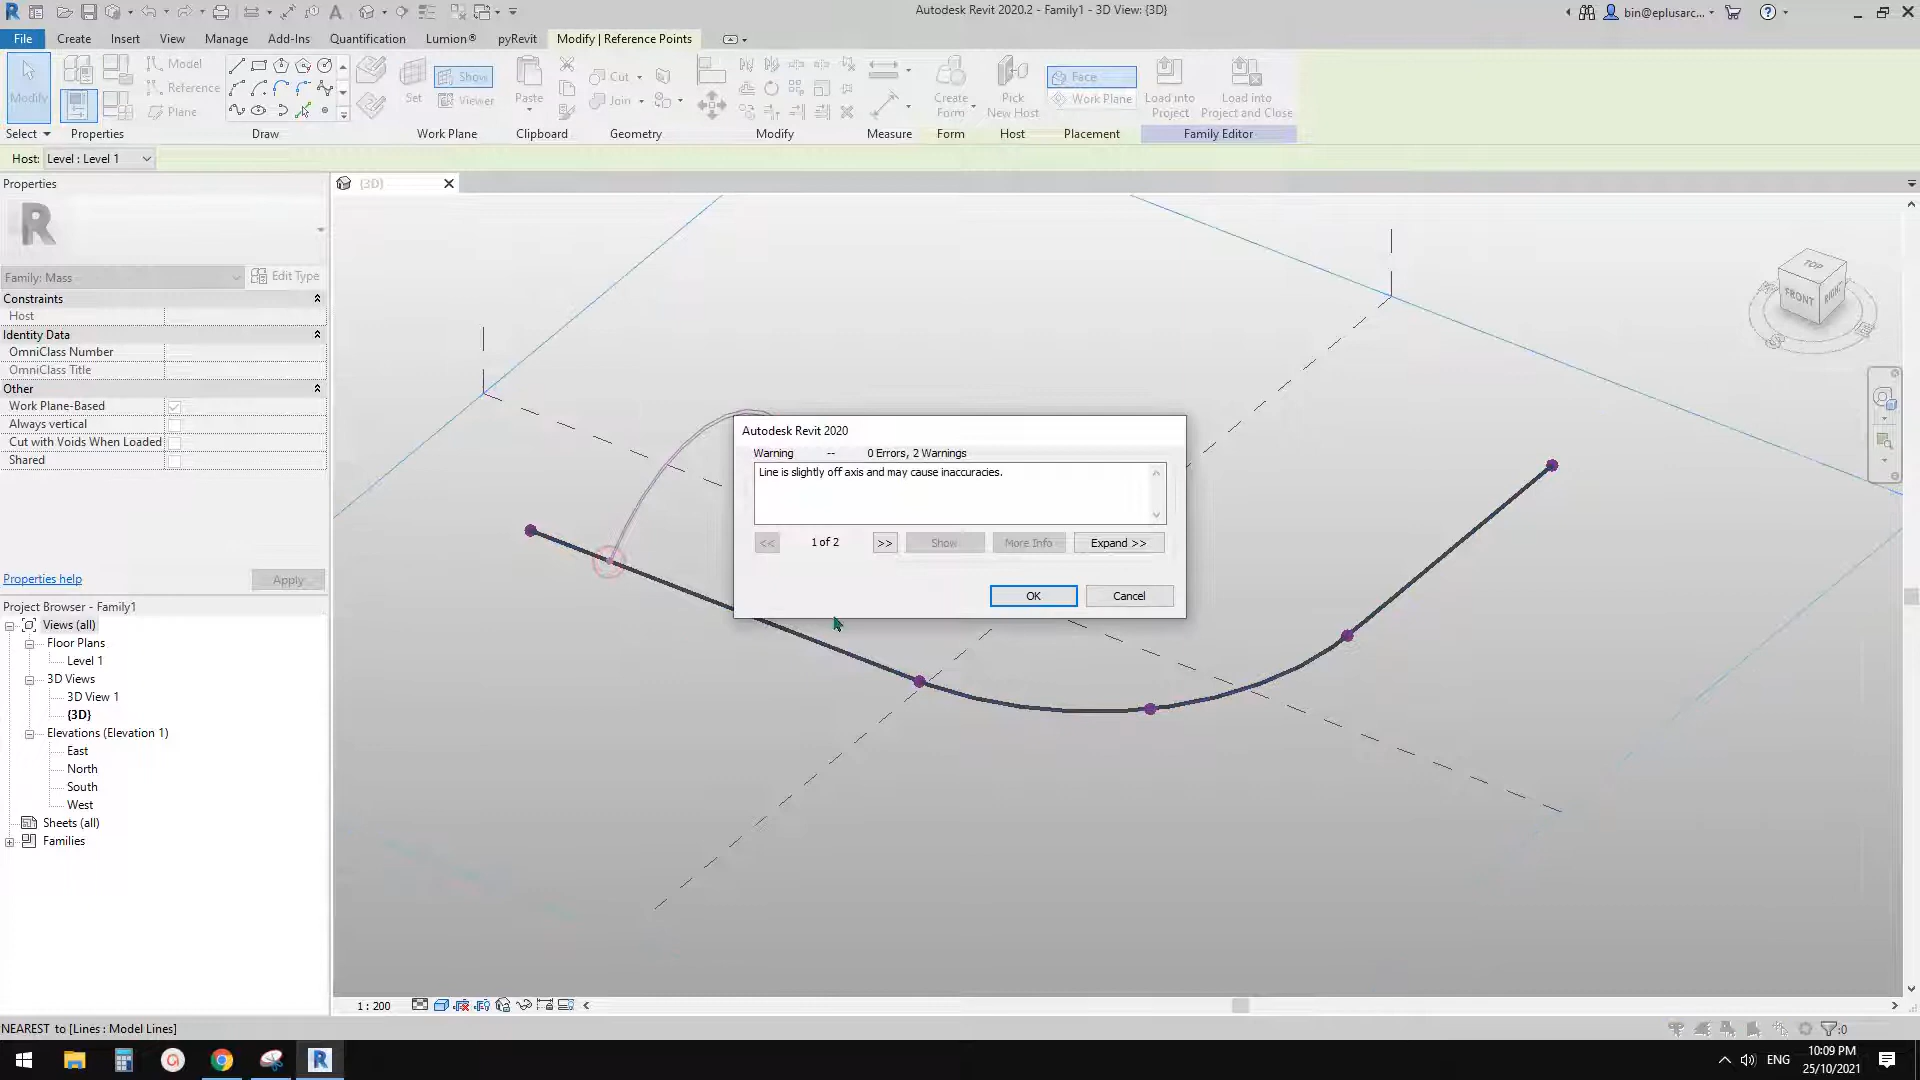 Autodesk Revit 2020.2 - Family1 - 3D View: {3D}
bin@eplusarc...
File
Create
Insert
View
Manage
Add-Ins
Quantification
Lumion®
pyRevit
Modify | Reference Points
Modify
Model
Reference
Plane
Set
Show
Viewer
Paste
Cut
Join
Create
Form
Pick
New Host
Face
Work Plane
Load into
Project
Load into
Project and Close
Select
Properties
Draw
Work Plane
Clipboard
Geometry
Modify
Measure
Form
Host
Placement
Family Editor
Host: Level : Level 1
Properties
{3D}
Family: Mass
Edit Type
Constraints
Host
Identity Data
OmniClass Number
OmniClass Title
Other
Work Plane-Based
Always vertical
Cut with Voids When Loaded
Shared
Properties help
Apply
Project Browser - Family1
Views (all)
Floor Plans
Level 1
3D Views
3D View 1
{3D}
Elevations (Elevation 1)
East
North
South
West
Sheets (all)
Families
TOP
FRONT
RIGHT
Autodesk Revit 2020
Warning -- 0 Errors, 2 Warnings
Line is slightly off axis and may cause inaccuracies.
<< 1 of 2 >> Show More Info Expand >>
OK Cancel
1 : 200
NEAREST to [Lines : Model Lines]
:0
ENG
10:09 PM
25/10/2021